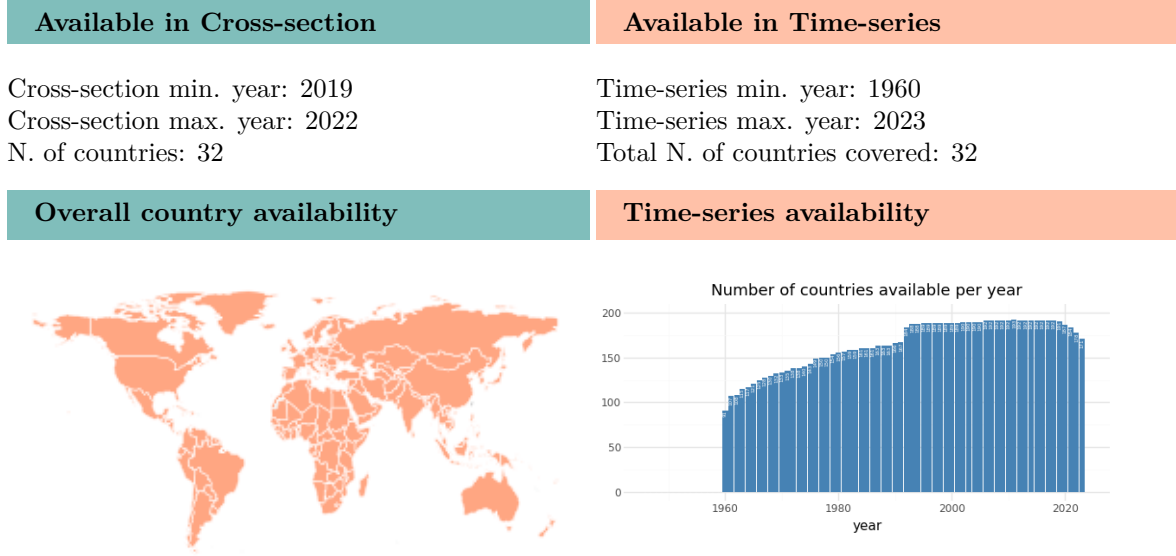 Available in Cross-section
Available in Time-series
Cross-section min. year: 2019
Cross-section max. year: 2022
N. of countries: 32
Time-series min. year: 1960
Time-series max. year: 2023
Total N. of countries covered: 32
Overall country availability
Time-series availability
Number of countries available per year
200
150
100
50
0
1960
1980
2000
2020
year